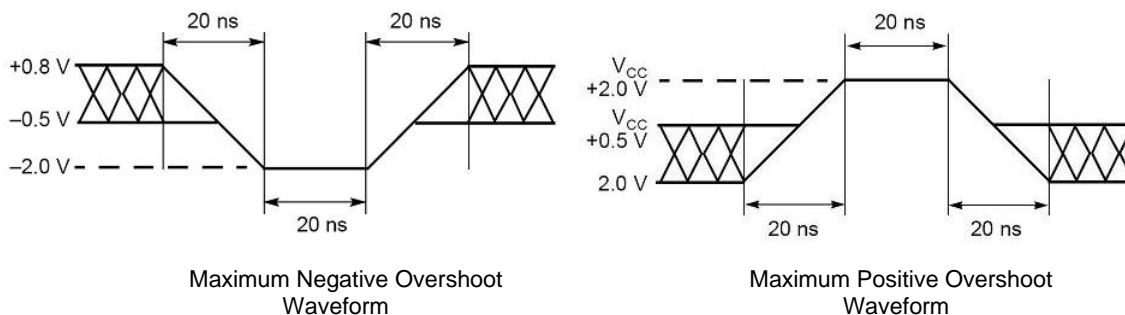 20 ns
20 ns
+0.8 V
–0.5 V
–2.0 V
20 ns
Maximum Negative Overshoot
Waveform
20 ns
VCC
+2.0 V
VCC
+0.5 V
2.0 V
20 ns
20 ns
Maximum Positive Overshoot
Waveform